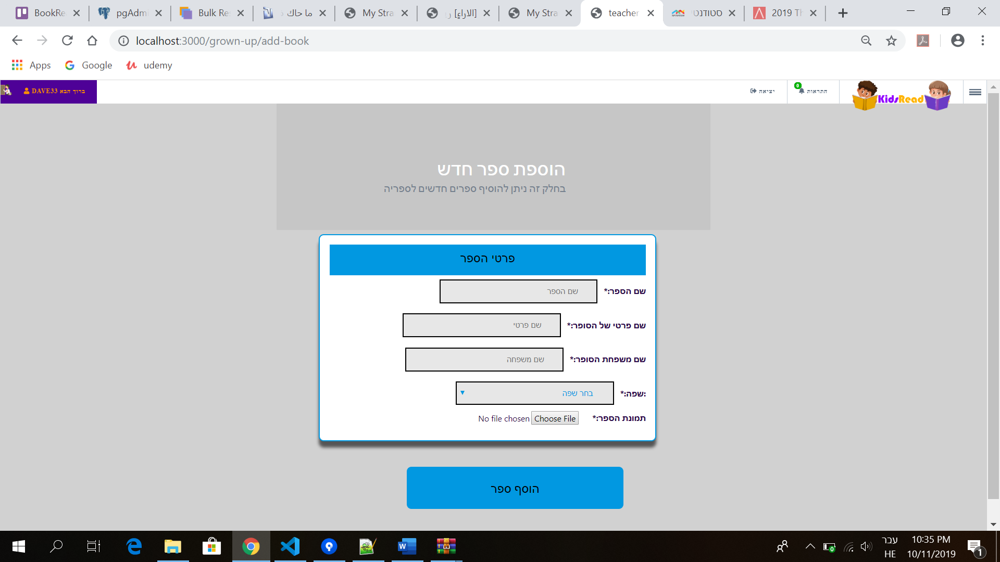 BookRe
pgAdmi
Bulk Re
ما حاك
My Stra
[الاراء]
My Stra
teacher
סטודנטי
2019 Th
localhost:3000/grown-up/add-book
Apps
Google
udemy
ברוך הבא DAVE33
יציאה
התראות
0
KidsRead
הוספת ספר חדש
בחלק זה ניתן להוסיף ספרים חדשים לספריה
פרטי הספר
שם הספר:*
שם הספר
שם פרטי של הסופר:*
שם פרטי
שם משפחת הסופר:*
שם משפחה
:שפה:*
בחר שפה
תמונת הספר:*
Choose File No file chosen
הוסף ספר
עבר
HE
10:35 PM
10/11/2019
1